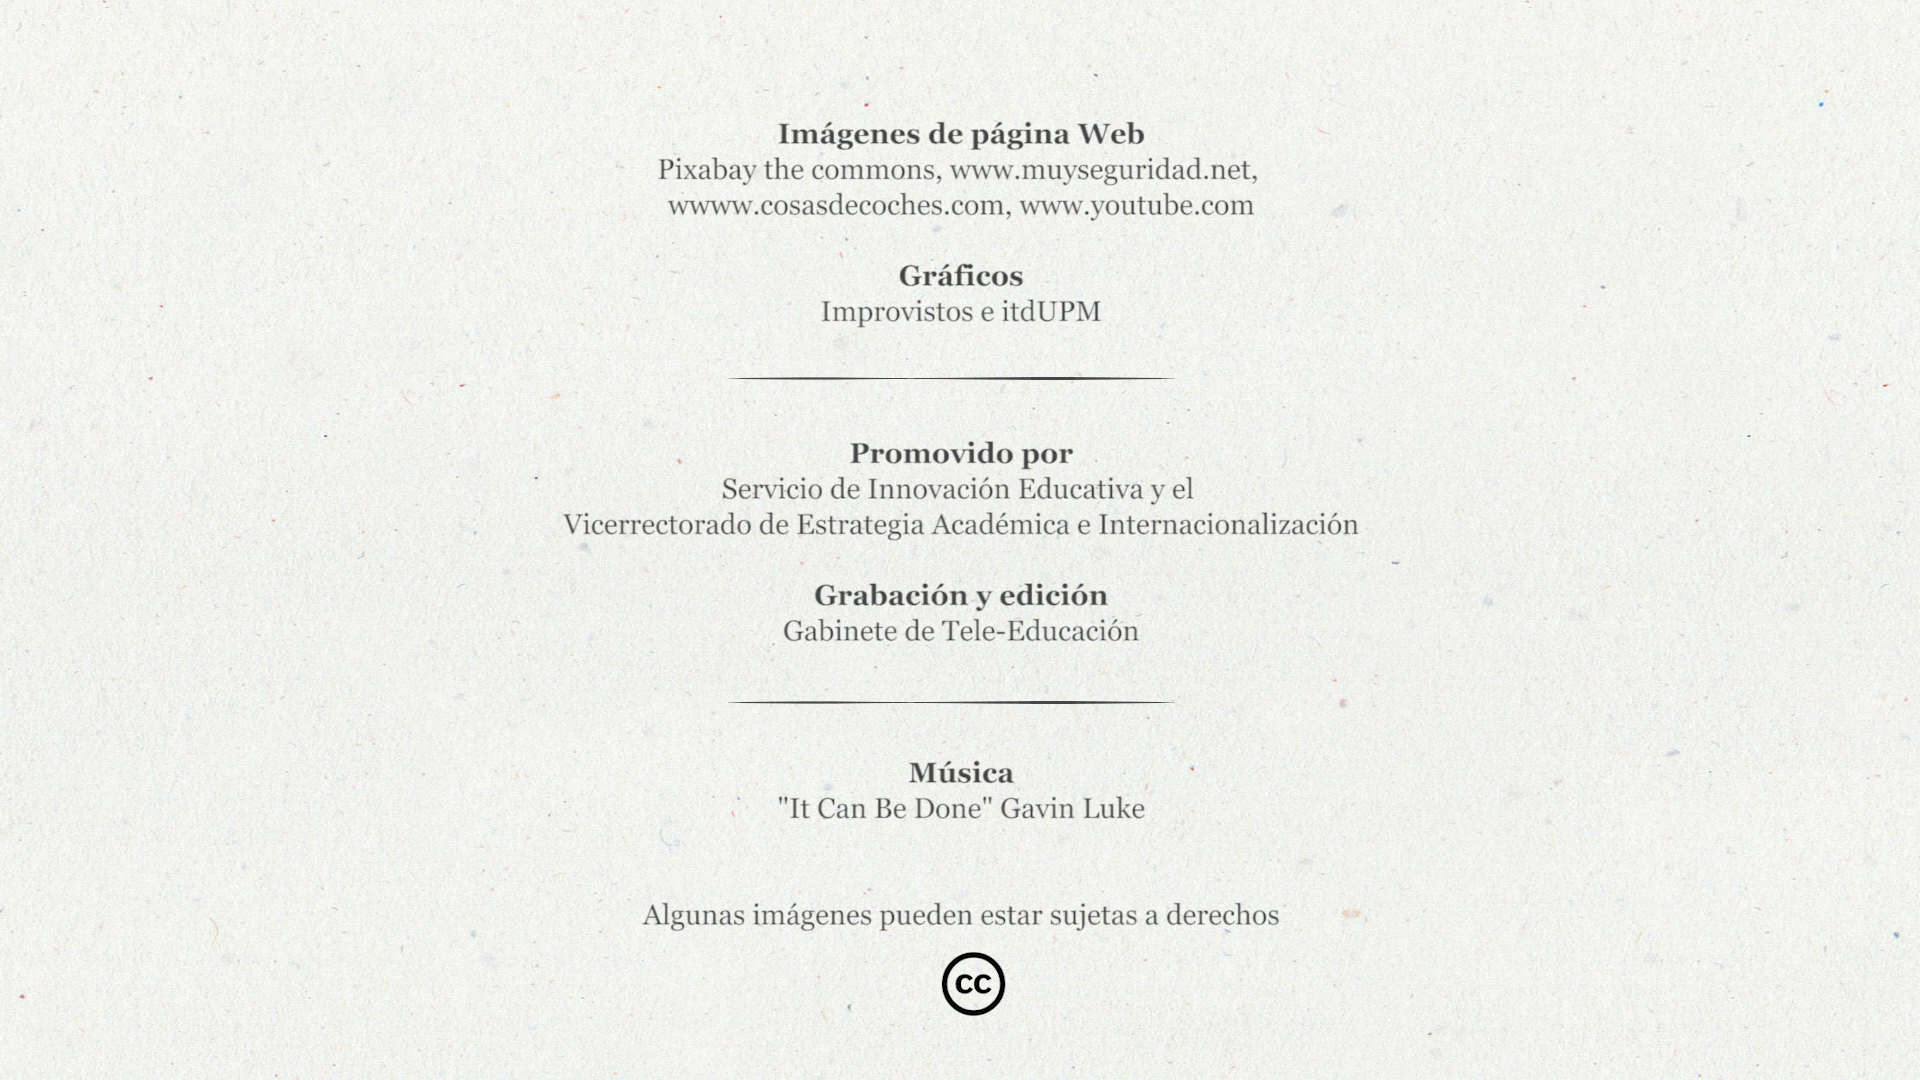 Imágenes de página Web
Pixabay the commons, www.muyseguridad.net,
wwww.cosasdecoches.com, www.youtube.com
Gráficos
Improvistos e itdUPM
Promovido por
Servicio de Innovación Educativa y el
Vicerrectorado de Estrategia Académica e Internacionalización
Grabación y edición
Gabinete de Tele-Educación
Música
"It Can Be Done" Gavin Luke
Algunas imágenes pueden estar sujetas a derechos
cc